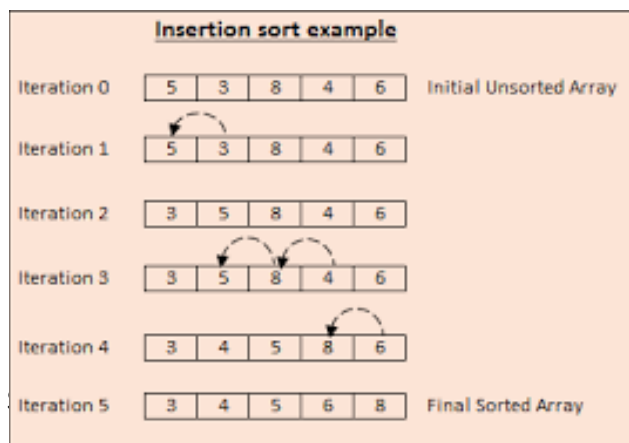 Insertion sort example
Iteration 0 5 3 8 4 6 Initial Unsorted Array
Iteration 1 5 3 8 4 6
Iteration 2 3 5 8 4 6
Iteration 3 3 5 8 4 6
Iteration 4 3 4 5 8 6
Iteration 5 3 4 5 6 8 Final Sorted Array